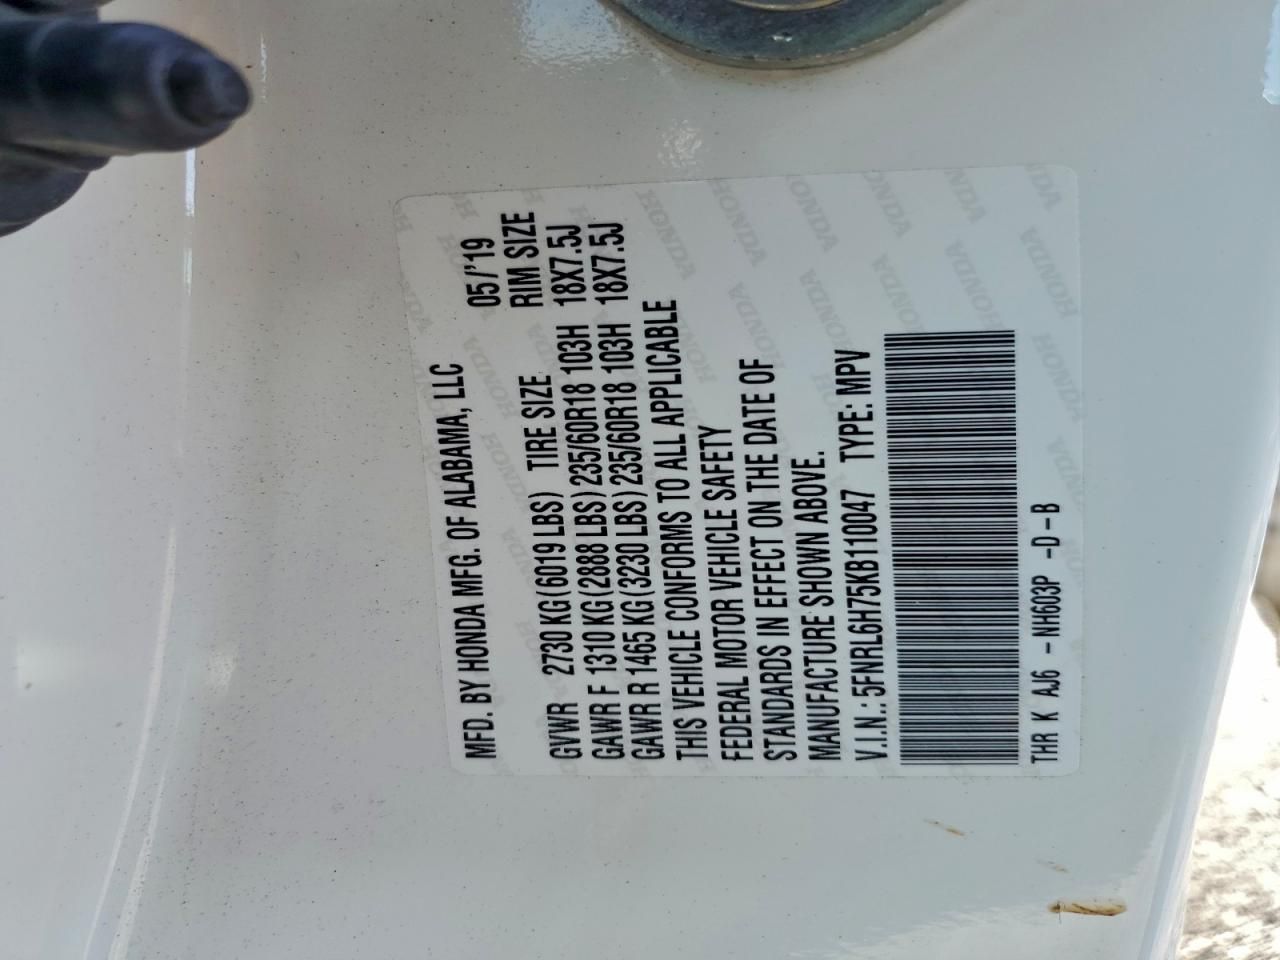 MFD. BY HONDA MFG. OF ALABAMA, LLC 05/'19
GVWR 2730 KG (6019 LBS) TIRE SIZE RIM SIZE
GAWR F 1310 KG (2888 LBS) 235/60R18 103H 18X7.5J
GAWR R 1465 KG (3230 LBS) 235/60R18 103H 18X7.5J
THIS VEHICLE CONFORMS TO ALL APPLICABLE
FEDERAL MOTOR VEHICLE SAFETY
STANDARDS IN EFFECT ON THE DATE OF
MANUFACTURE SHOWN ABOVE.
V.I.N.: 5FNRL6H75KB110047 TYPE: MPV
THR K AJ6 - NH603P -D-B